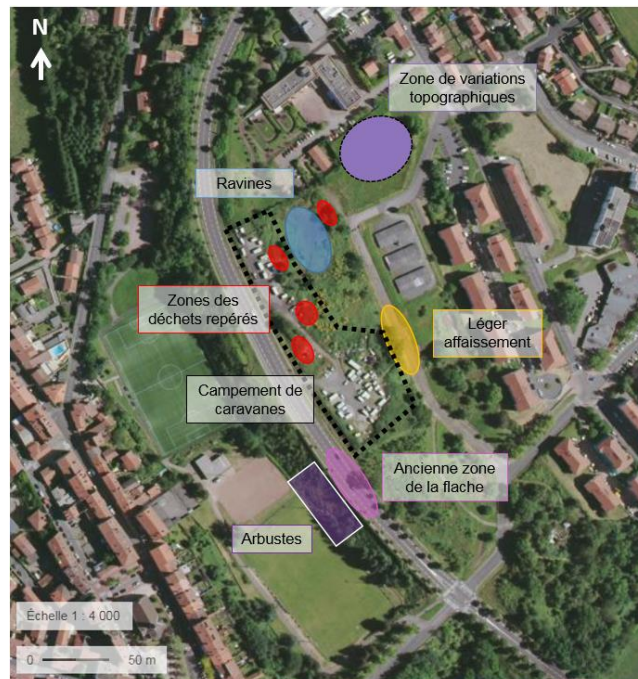 N
Zone de variations
topographiques
Ravines
Zones des
déchets repérés
Léger
affaissement
Campement de
caravanes
Ancienne zone
de la flache
Arbustes
Échelle 1 : 4 000
0 50 m